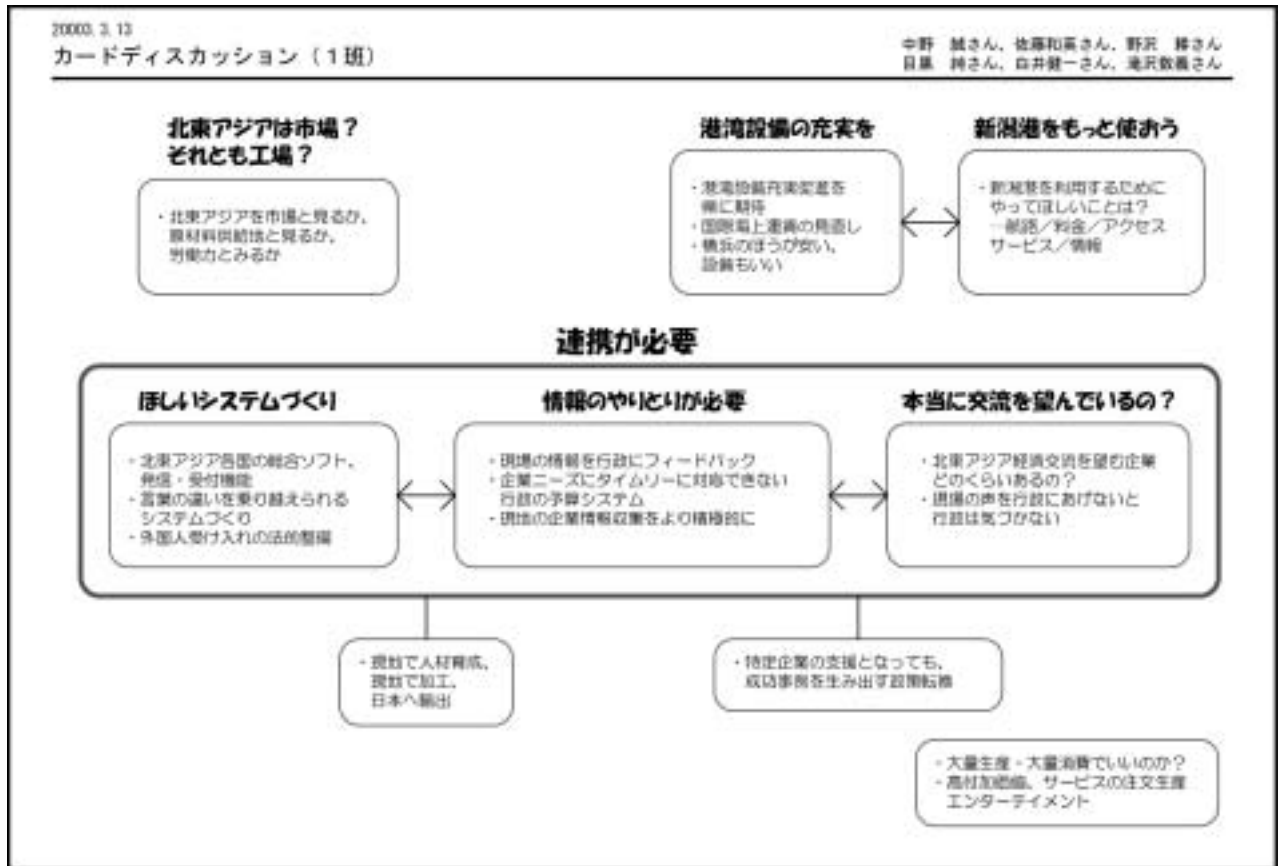 20003.3.13
カードディスカッション（1班）
中野　誠さん、佐藤和英さん、野沢　勝さん
目黒　純さん、白井健一さん、滝沢数義さん
北東アジアは市場？
それとも工場？
・北東アジアを市場と見るか、
原材料供給地と見るか、
労働力とみるか
港湾設備の充実を
・港湾設備充実促進を
県に期待
・国際海上運賃の見直し
・横浜のほうが安い、
設備もいい
新潟港をもっと使おう
・新潟港を利用するために
やってほしいことは？
―航路／料金／アクセス
サービス／情報
連携が必要
ほしいシステムづくり
・北東アジア各国の総合ソフト、
発信・受付機能
・言葉の違いを乗り越えられる
システムづくり
・外国人受け入れの法的整備
情報のやりとりが必要
・現場の情報を行政にフィードバック
・企業ニーズにタイムリーに対応できない
行政の予算システム
・現地の企業情報収集をより積極的に
本当に交流を望んでいるの？
・北東アジア経済交流を望む企業
どのくらいあるの？
・現場の声を行政にあげないと
行政は気づかない
・現地で人材育成、
現地で加工、
日本へ輸出
・特定企業の支援となっても、
成功事例を生み出す政策転換
・大量生産・大量消費でいいのか？
・高付加価値、サービスの注文生産
エンターテイメント